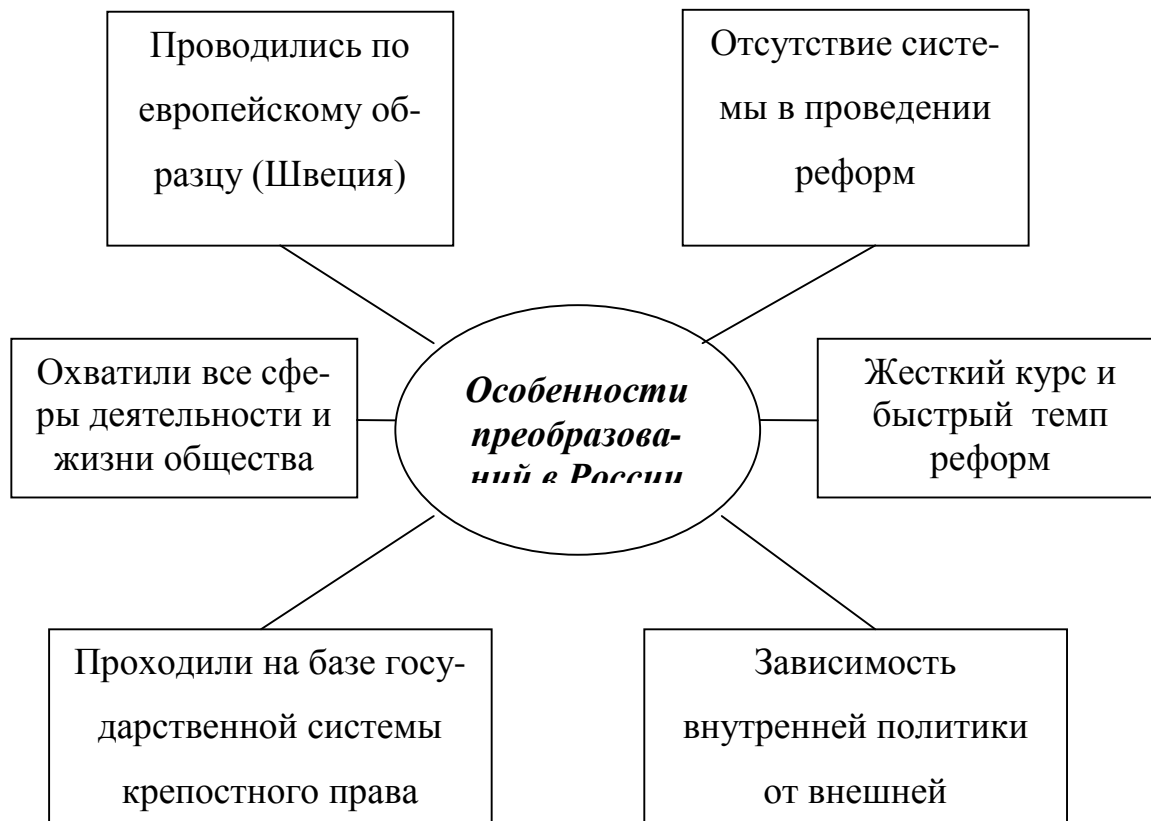 Проводились по
европейскому об-
разцу (Швеция)
Отсутствие систе-
мы в проведении
реформ
Охватили все сфе-
ры деятельности и
жизни общества
Особенности
преобразова-
ний в России
Жесткий курс и
быстрый темп
реформ
Проходили на базе госу-
дарственной системы
крепостного права
Зависимость
внутренней политики
от внешней